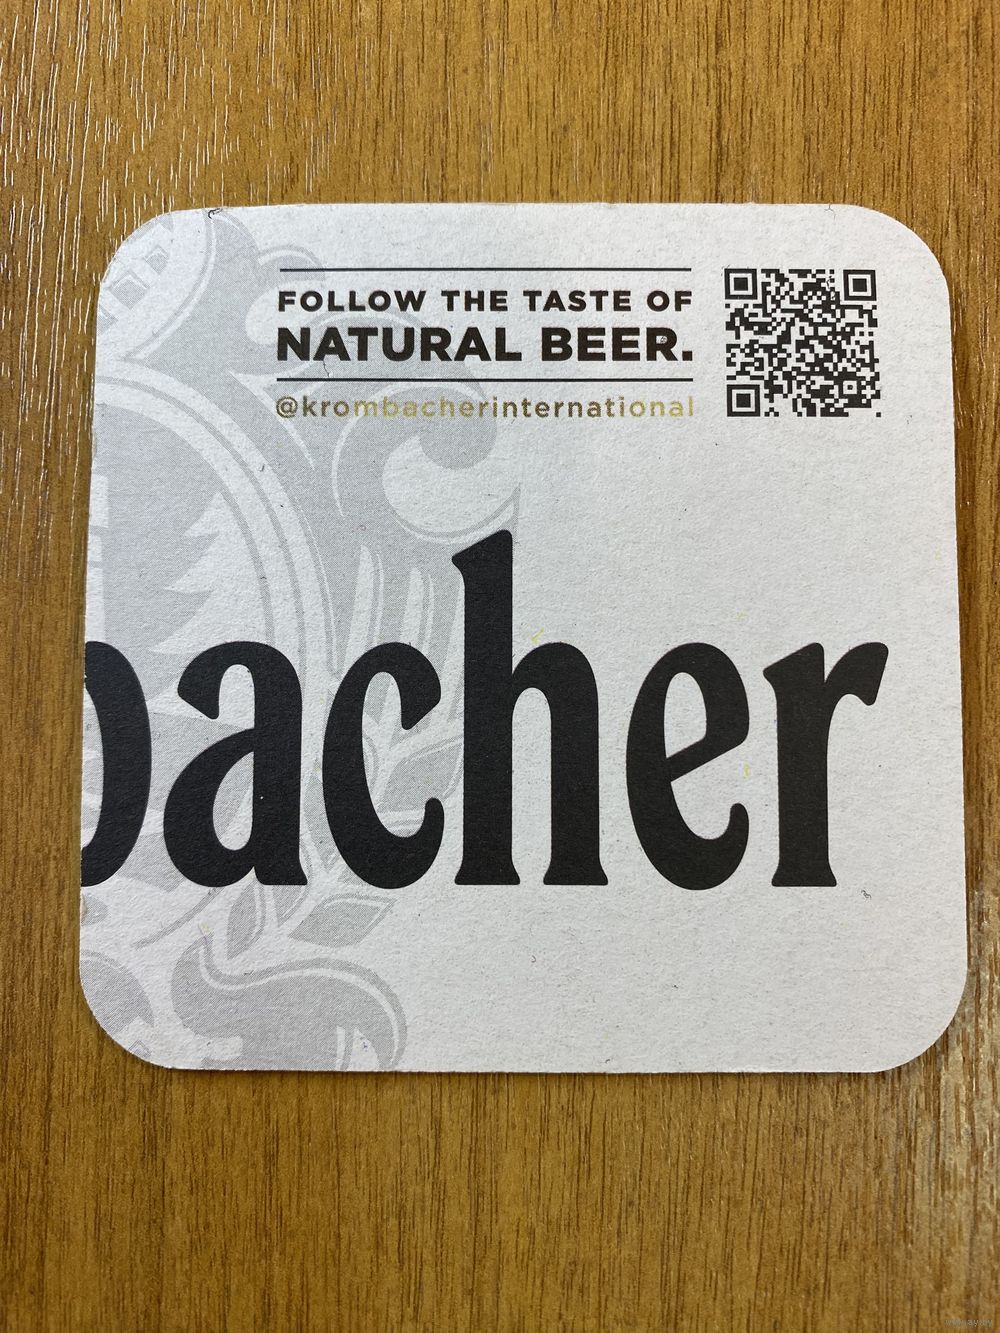 FOLLOW THE TASTE OF
NATURAL BEER.
@krombacherinternational
bacher